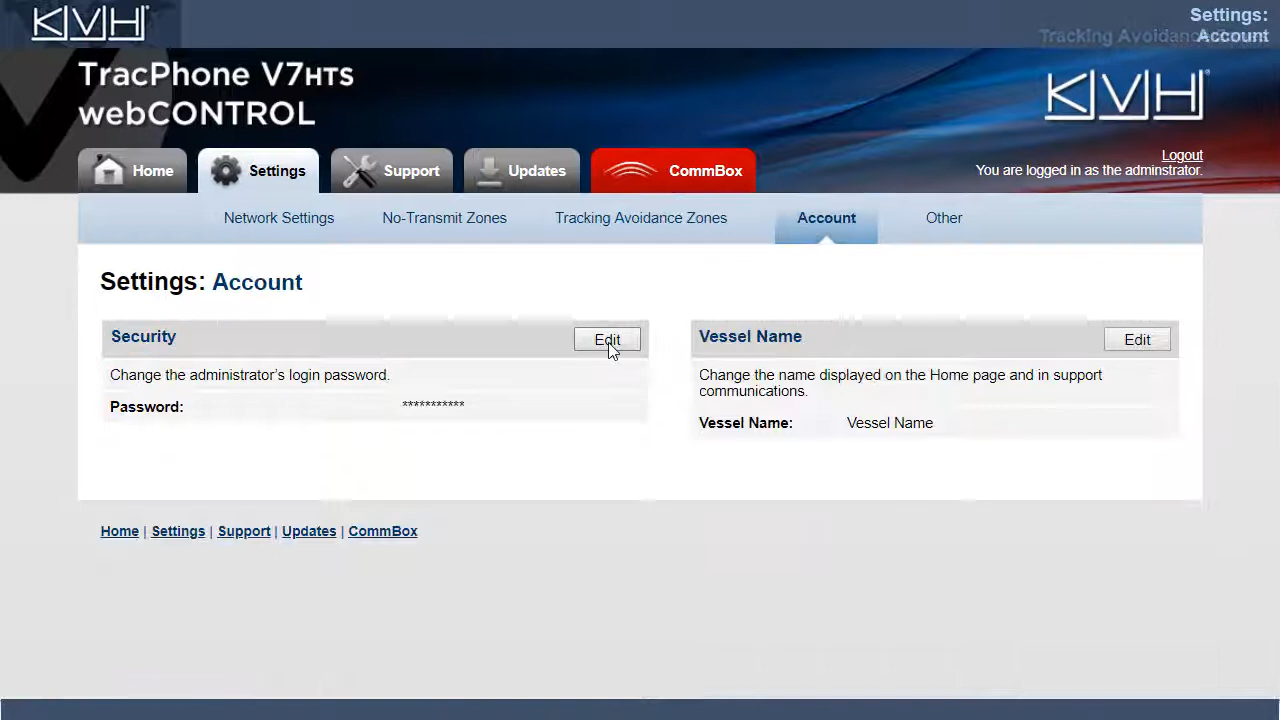 KVH
Settings:
Account
Tracking Avoidance
TracPhone V7HTS
webCONTROL
KVH
Home
Settings
Support
Updates
CommBox
Logout
You are logged in as the adminstrator.
Network Settings
No-Transmit Zones
Tracking Avoidance Zones
Account
Other
Settings: Account
Security
Edit
Change the administrator's login password.
Password: ***********
Vessel Name
Edit
Change the name displayed on the Home page and in support
communications.
Vessel Name: Vessel Name
Home | Settings | Support | Updates | CommBox